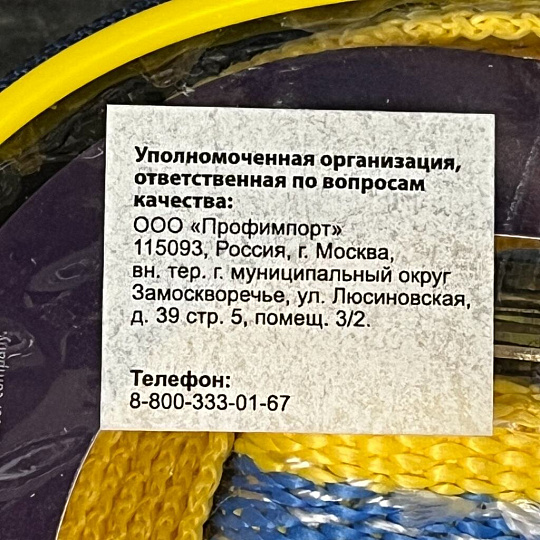 Уполномоченная организация,
ответственная по вопросам
качества:
ООО «Профимпорт»
115093, Россия, г. Москва,
вн. тер. г. муниципальный округ
Замоскворечье, ул. Люсиновская,
д. 39 стр. 5, помещ. 3/2.
Телефон:
8-800-333-01-67
company.